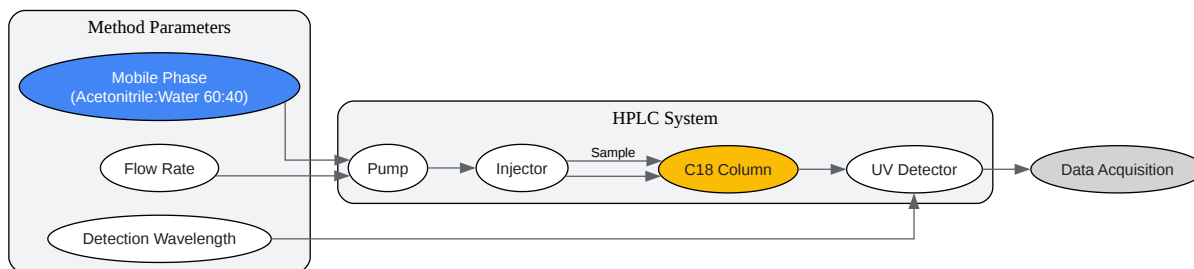 Method Parameters
Mobile Phase
(Acetonitrile:Water 60:40)
Flow Rate
Detection Wavelength
HPLC System
Pump
Injector
Sample
C18 Column
UV Detector
Data Acquisition